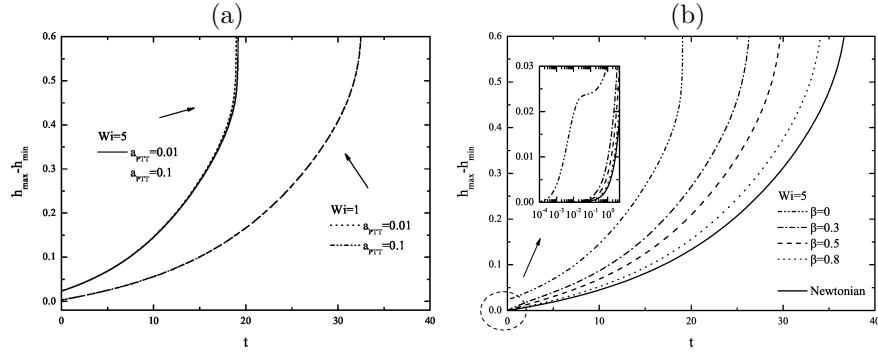 (a)
0.6
0.5
0.4
0.3
0.2
0.1
0.0
h_max-h_min
Wi=5
a_PTT=0.01
a_PTT=0.1
Wi=1
a_PTT=0.01
a_PTT=0.1
0 10 20 30 40
t
(b)
0.6
0.5
0.4
0.3
0.2
0.1
0.0
h_max-h_min
0.03
0.02
0.01
0.00
10^-4 10^-3 10^-2 10^-1 10^0
Wi=5
β=0
β=0.3
β=0.5
β=0.8
Newtonian
0 10 20 30 40
t